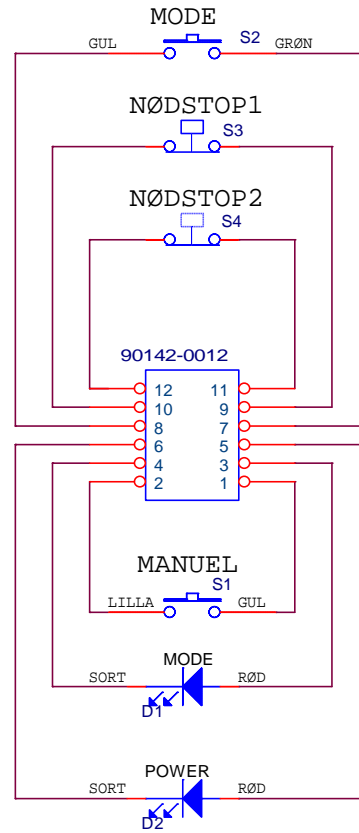 MODE
GUL S2 GRØN
NØDSTOP1
S3
NØDSTOP2
S4
90142-0012
12 11
10 9
8 7
6 5
4 3
2 1
MANUEL
S1
LILLA GUL
MODE
SORT RØD
D1
POWER
SORT RØD
D2